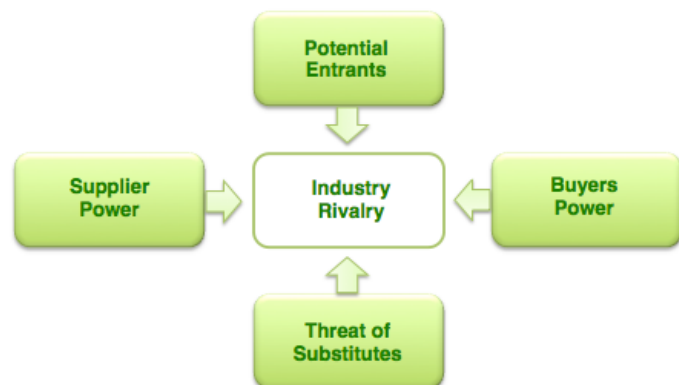 Potential
Entrants
Supplier
Power
Industry
Rivalry
Buyers
Power
Threat of
Substitutes